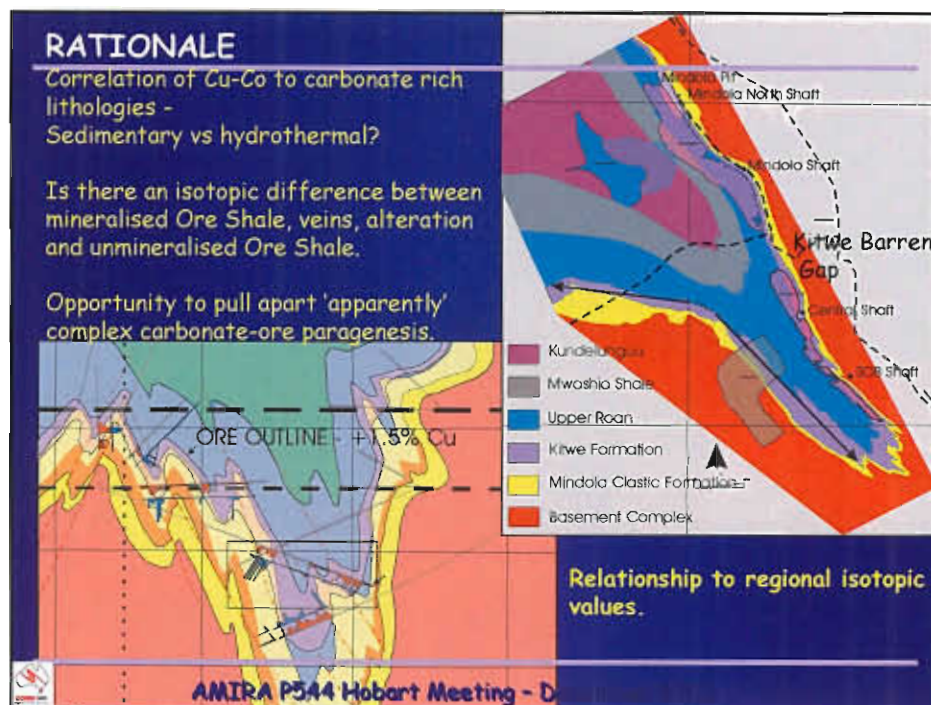 RATIONALE
Correlation of Cu-Co to carbonate rich
lithologies -
Sedimentary vs hydrothermal?
Is there an isotopic difference between
mineralised Ore Shale, veins, alteration
and unmineralised Ore Shale.
Opportunity to pull apart 'apparently'
complex carbonate-ore paragenesis.
ORE OUTLINE - +1.5% Cu
Mindola Pit
Mindola North Shaft
Mindola Shaft
Kitwe Barren
Gap
Central Shaft
SOB Shaft
Kundelungu
Mwashia Shale
Upper Roan
Kitwe Formation
Mindola Clastic Formation
Basement Complex
Relationship to regional isotopic
values.
AMIRA P544 Hobart Meeting -